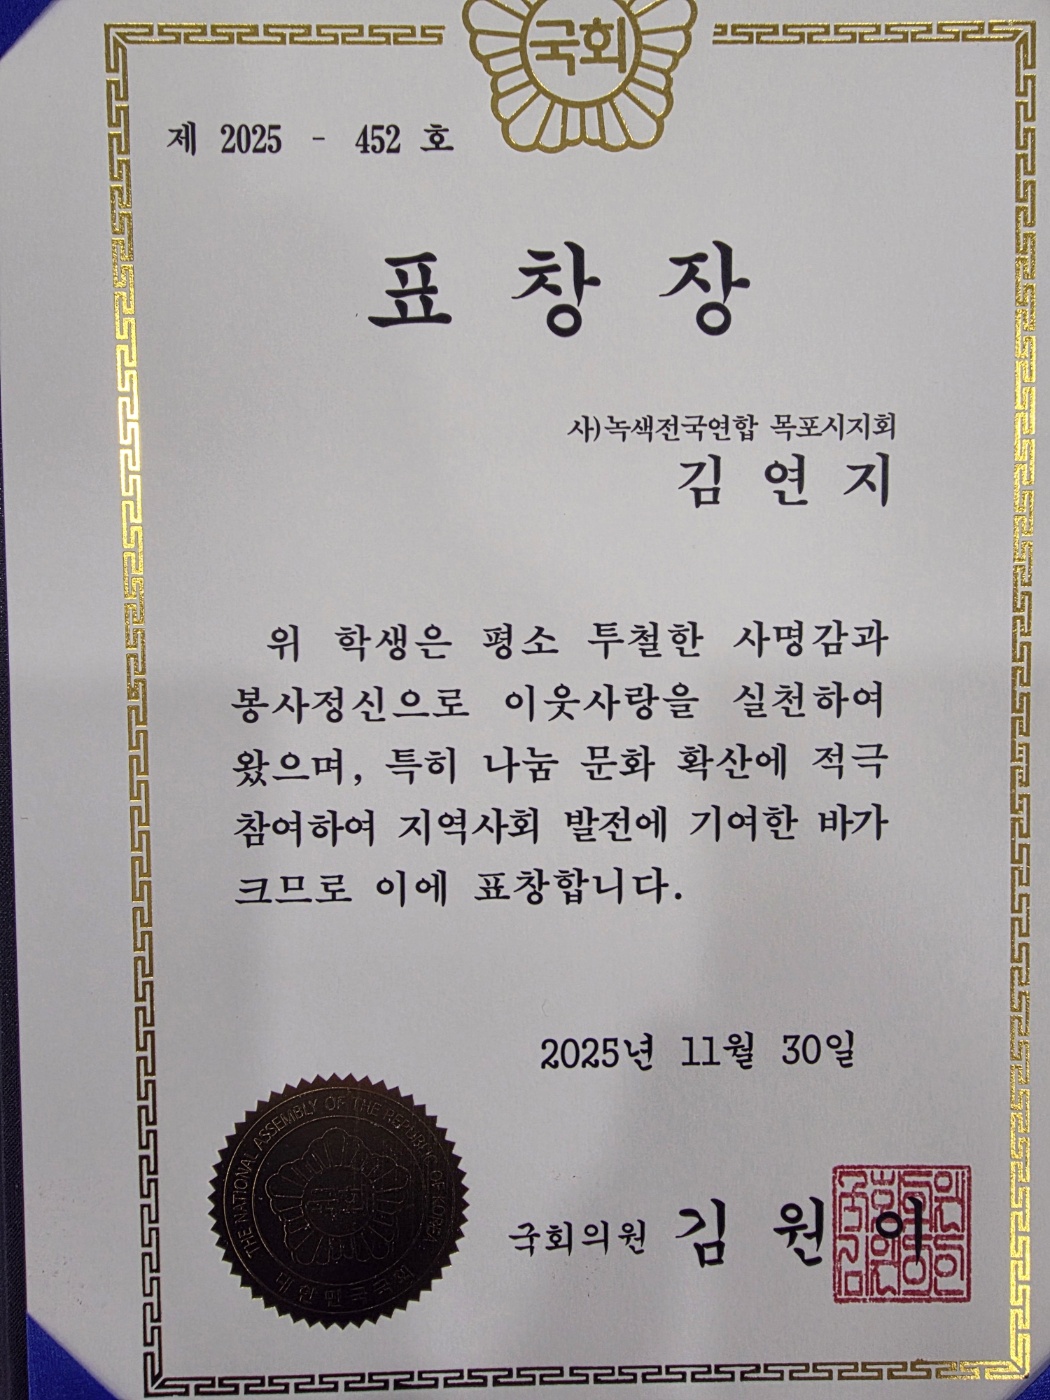 국회
제 2025 - 452 호
표 창 장
사)녹색전국연합 목포시지회
김 연 지
위 학생은 평소 투철한 사명감과
봉사정신으로 이웃사랑을 실천하여
왔으며, 특히 나눔 문화 확산에 적극
참여하여 지역사회 발전에 기여한 바가
크므로 이에 표창합니다.
2025년 11월 30일
THE NATIONAL ASSEMBLY OF THE REPUBLIC OF KOREA
대한민국국회
국회의원 김 원 이